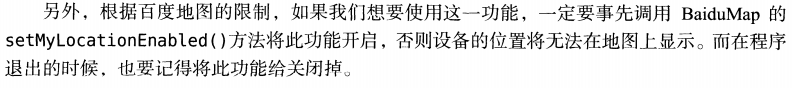 另外，根据百度地图的限制，如果我们想要使用这一功能，一定要事先调用 BaiduMap 的
setMyLocationEnabled()方法将此功能开启，否则设备的位置将无法在地图上显示。而在程序
退出的时候，也要记得将此功能给关闭掉。